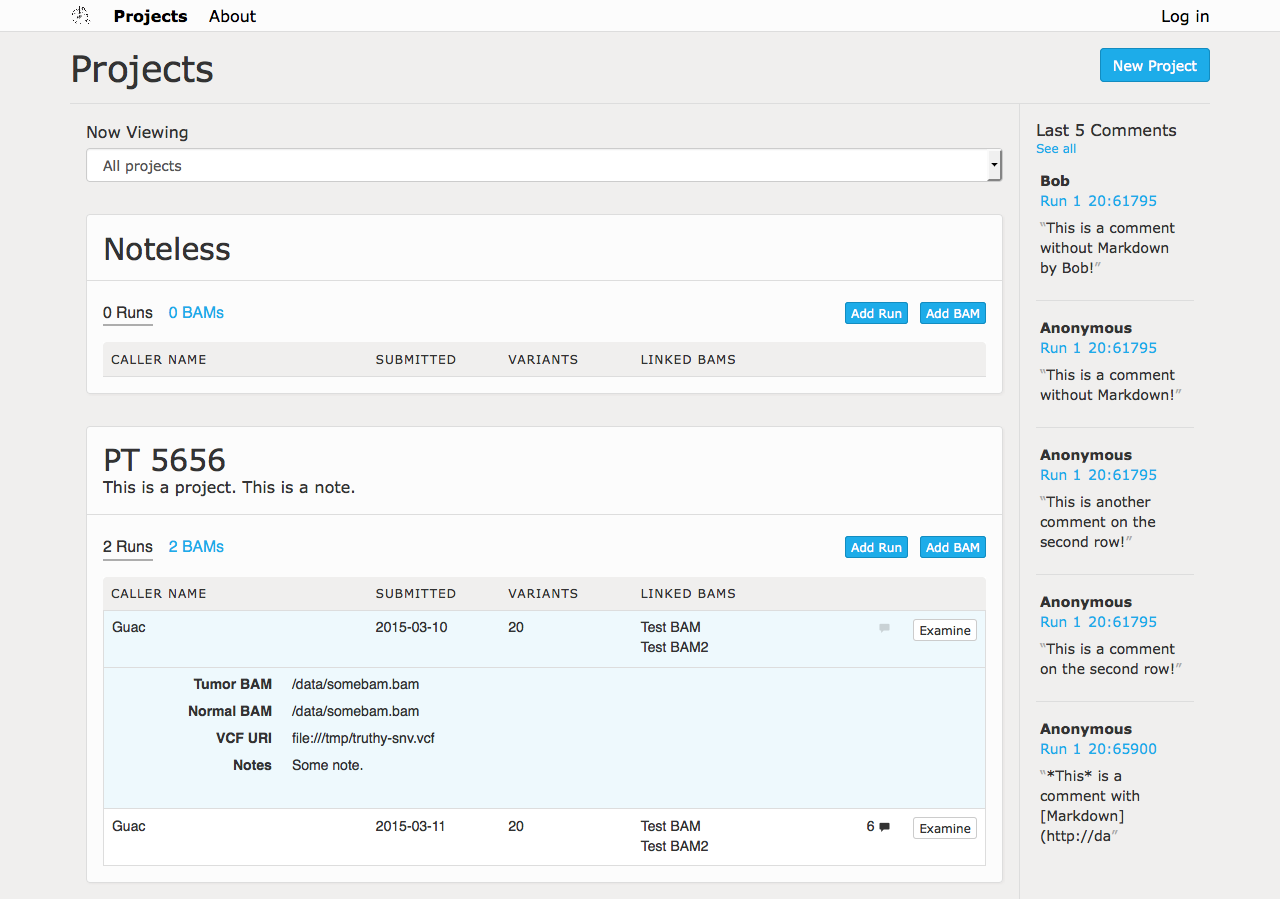 Projects About Log in
Projects
New Project
Now Viewing
All projects
Noteless
0 Runs 0 BAMs Add Run Add BAM
CALLER NAME SUBMITTED VARIANTS LINKED BAMS
PT 5656
This is a project. This is a note.
2 Runs 2 BAMs Add Run Add BAM
CALLER NAME SUBMITTED VARIANTS LINKED BAMS
Guac 2015-03-10 20 Test BAM Examine
Test BAM2
Tumor BAM /data/somebam.bam
Normal BAM /data/somebam.bam
VCF URI file:///tmp/truthy-snv.vcf
Notes Some note.
Guac 2015-03-11 20 Test BAM 6 Examine
Test BAM2
Last 5 Comments
See all
Bob
Run 1 20:61795
“This is a comment
without Markdown
by Bob!”
Anonymous
Run 1 20:61795
“This is a comment
without Markdown!”
Anonymous
Run 1 20:61795
“This is another
comment on the
second row!”
Anonymous
Run 1 20:61795
“This is a comment
on the second row!”
Anonymous
Run 1 20:65900
“*This* is a
comment with
[Markdown]
(http://da”